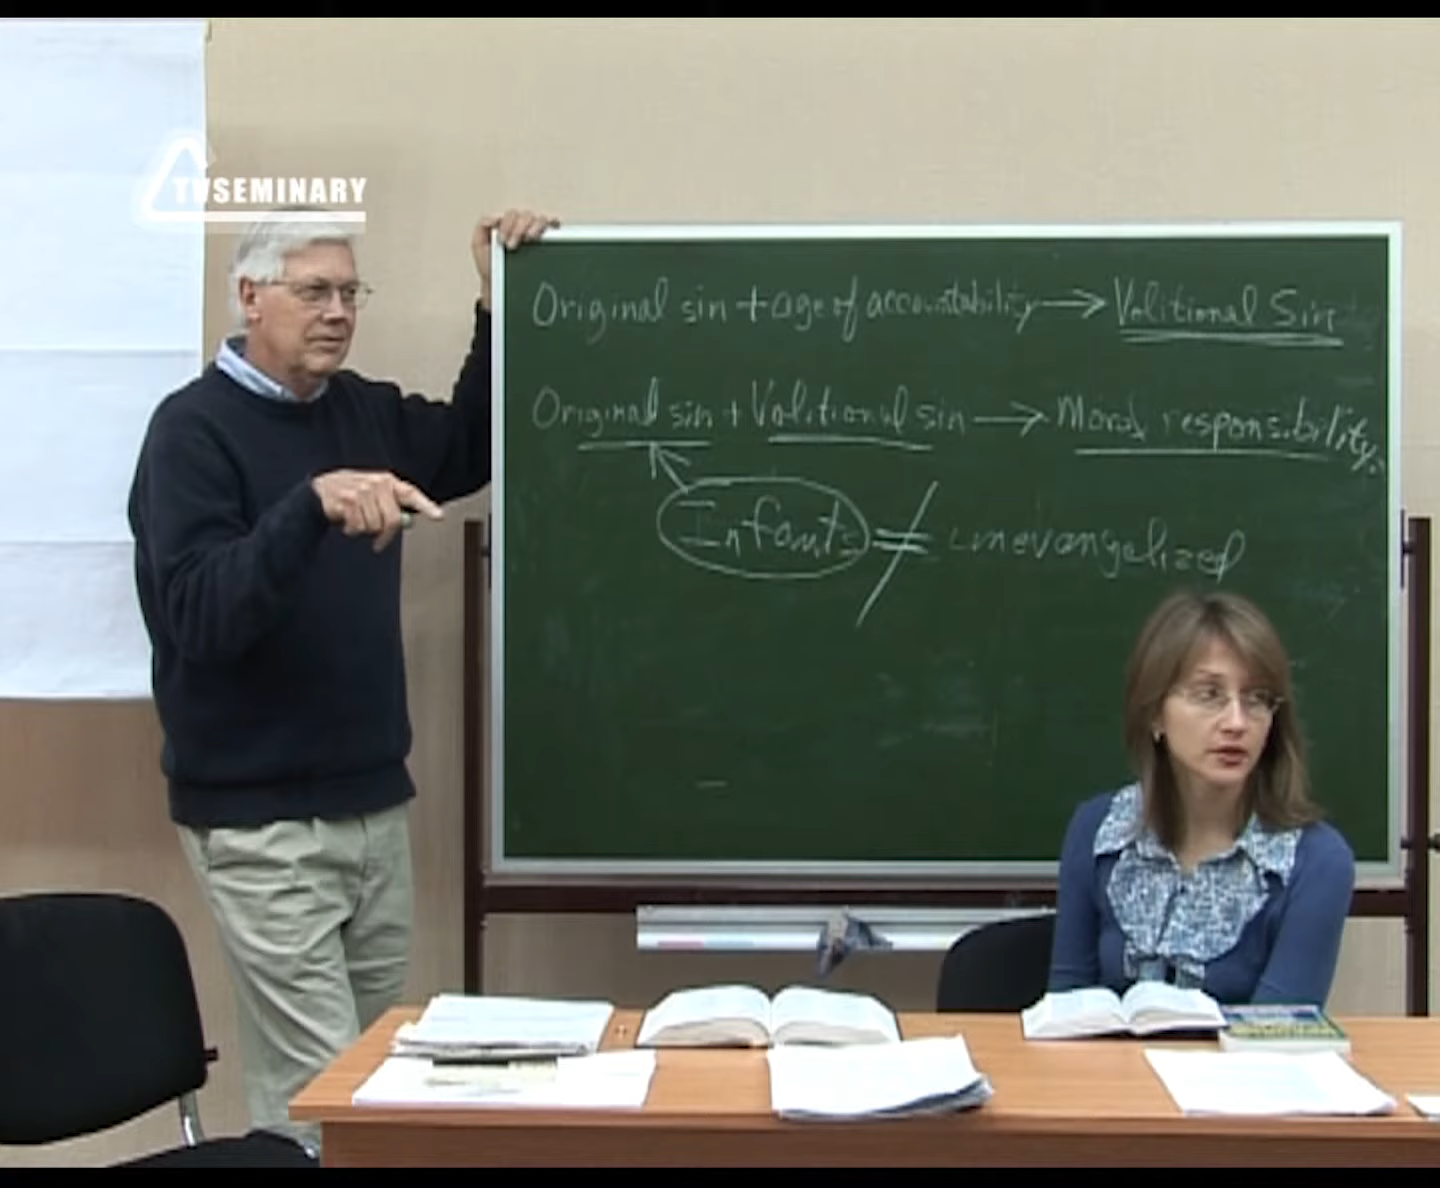 TVSEMINARY
Original sin + age of accountability → Volitional Sin
Original sin + Volitional sin → Moral responsibility.
Infants ≠ unevangelized